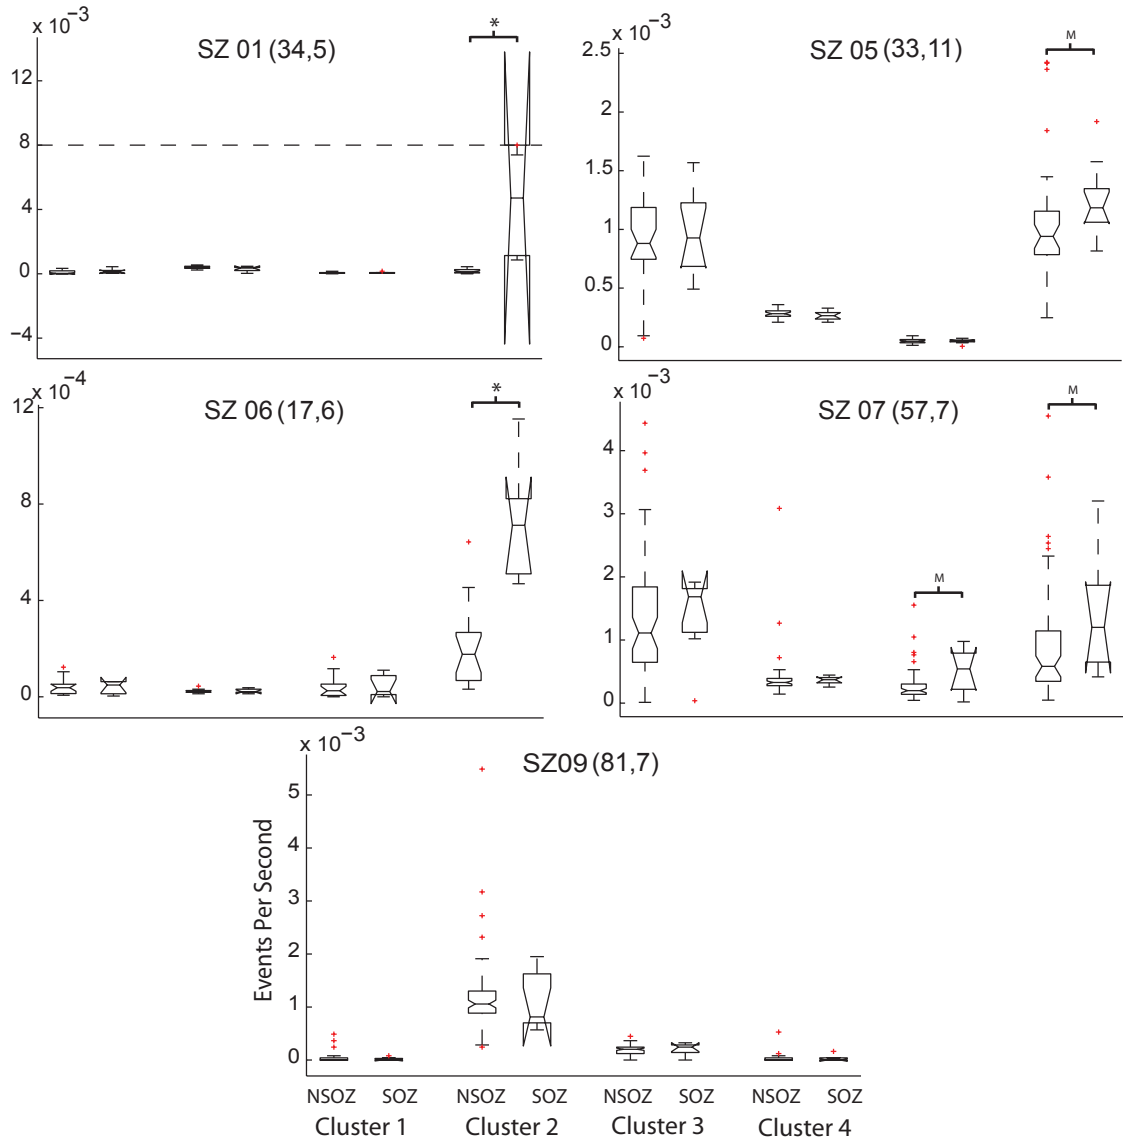 x 10⁻³
SZ 01 (34,5)
*
12
8
4
0
−4
x 10⁻³
SZ 05 (33,11)
M
2.5
2
1.5
1
0.5
0
x 10⁻⁴
SZ 06 (17,6)
*
12
8
4
0
x 10⁻³
SZ 07 (57,7)
M
M
4
3
2
1
0
x 10⁻³
SZ09 (81,7)
Events Per Second
5
4
3
2
1
0
NSOZ SOZ NSOZ SOZ NSOZ SOZ NSOZ SOZ
Cluster 1 Cluster 2 Cluster 3 Cluster 4